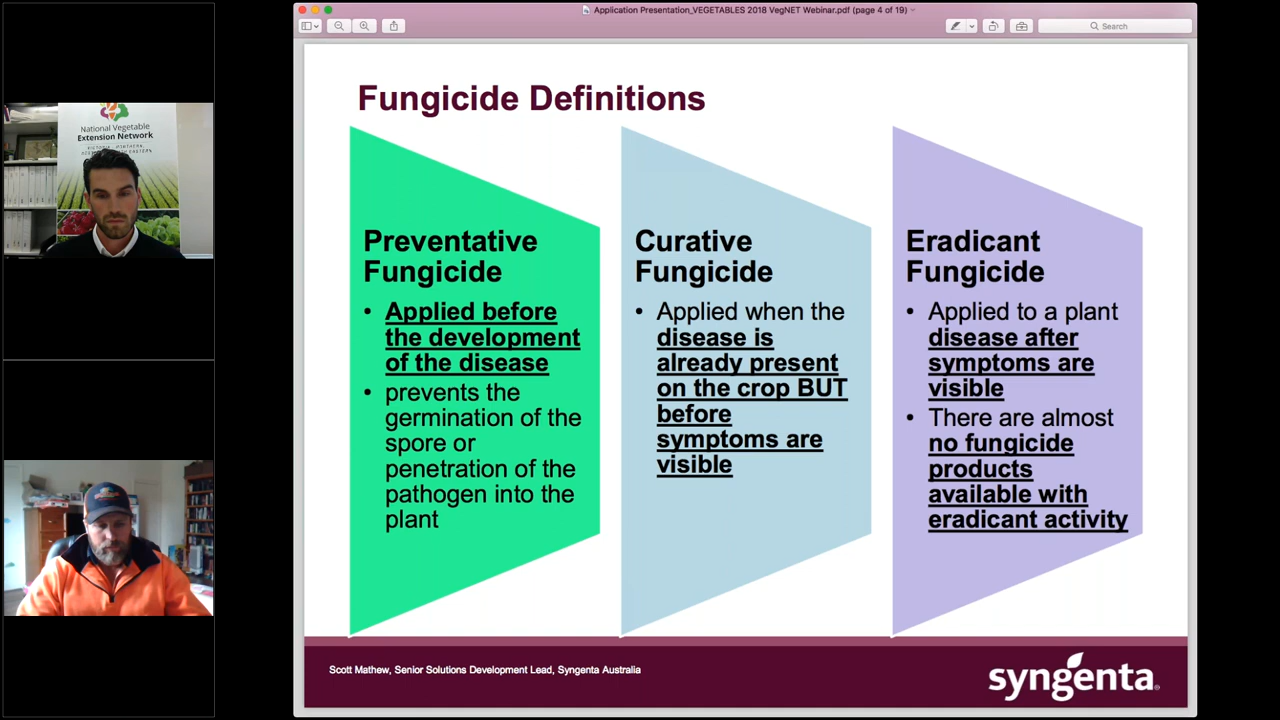 Application Presentation_VEGETABLES 2018 VegNET Webinar.pdf (page 4 of 19)
Search
National Vegetable
Extension Network
Fungicide Definitions
Preventative
Fungicide
• Applied before
the development
of the disease
• prevents the
germination of the
spore or
penetration of the
pathogen into the
plant
Curative
Fungicide
• Applied when the
disease is
already present
on the crop BUT
before
symptoms are
visible
Eradicant
Fungicide
• Applied to a plant
disease after
symptoms are
visible
• There are almost
no fungicide
products
available with
eradicant activity
Scott Mathew, Senior Solutions Development Lead, Syngenta Australia
syngenta